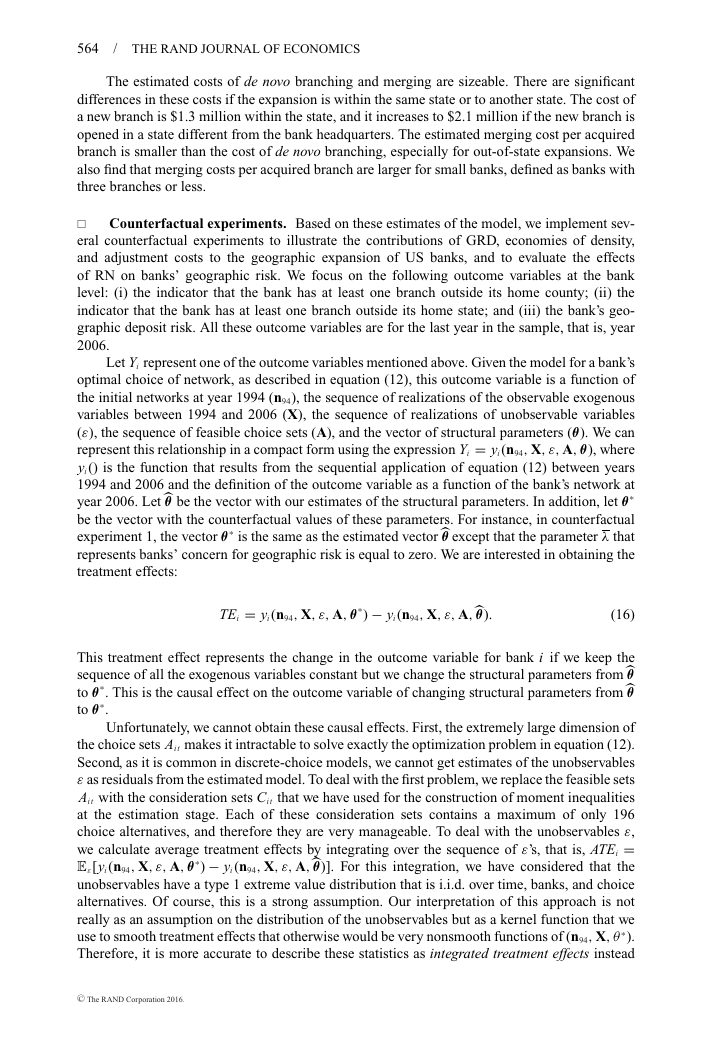 564 / THE RAND JOURNAL OF ECONOMICS
The estimated costs of de novo branching and merging are sizeable. There are significant
differences in these costs if the expansion is within the same state or to another state. The cost of
a new branch is $1.3 million within the state, and it increases to $2.1 million if the new branch is
opened in a state different from the bank headquarters. The estimated merging cost per acquired
branch is smaller than the cost of de novo branching, especially for out-of-state expansions. We
also find that merging costs per acquired branch are larger for small banks, defined as banks with
three branches or less.
□ Counterfactual experiments. Based on these estimates of the model, we implement sev-
eral counterfactual experiments to illustrate the contributions of GRD, economies of density,
and adjustment costs to the geographic expansion of US banks, and to evaluate the effects
of RN on banks' geographic risk. We focus on the following outcome variables at the bank
level: (i) the indicator that the bank has at least one branch outside its home county; (ii) the
indicator that the bank has at least one branch outside its home state; and (iii) the bank's geo-
graphic deposit risk. All these outcome variables are for the last year in the sample, that is, year
2006.
Let Yᵢ represent one of the outcome variables mentioned above. Given the model for a bank's
optimal choice of network, as described in equation (12), this outcome variable is a function of
the initial networks at year 1994 (n₉₄), the sequence of realizations of the observable exogenous
variables between 1994 and 2006 (X), the sequence of realizations of unobservable variables
(ε), the sequence of feasible choice sets (A), and the vector of structural parameters (θ). We can
represent this relationship in a compact form using the expression Yᵢ = yᵢ(n₉₄, X, ε, A, θ), where
yᵢ() is the function that results from the sequential application of equation (12) between years
1994 and 2006 and the definition of the outcome variable as a function of the bank's network at
year 2006. Let θ̂ be the vector with our estimates of the structural parameters. In addition, let θ*
be the vector with the counterfactual values of these parameters. For instance, in counterfactual
experiment 1, the vector θ* is the same as the estimated vector θ̂ except that the parameter λ̅ that
represents banks' concern for geographic risk is equal to zero. We are interested in obtaining the
treatment effects:
TEᵢ = yᵢ(n₉₄, X, ε, A, θ*) − yᵢ(n₉₄, X, ε, A, θ̂). (16)
This treatment effect represents the change in the outcome variable for bank i if we keep the
sequence of all the exogenous variables constant but we change the structural parameters from θ̂
to θ*. This is the causal effect on the outcome variable of changing structural parameters from θ̂
to θ*.
Unfortunately, we cannot obtain these causal effects. First, the extremely large dimension of
the choice sets Aᵢₜ makes it intractable to solve exactly the optimization problem in equation (12).
Second, as it is common in discrete-choice models, we cannot get estimates of the unobservables
ε as residuals from the estimated model. To deal with the first problem, we replace the feasible sets
Aᵢₜ with the consideration sets Cᵢₜ that we have used for the construction of moment inequalities
at the estimation stage. Each of these consideration sets contains a maximum of only 196
choice alternatives, and therefore they are very manageable. To deal with the unobservables ε,
we calculate average treatment effects by integrating over the sequence of ε's, that is, ATEᵢ =
𝔼ε[yᵢ(n₉₄, X, ε, A, θ*) − yᵢ(n₉₄, X, ε, A, θ̂)]. For this integration, we have considered that the
unobservables have a type 1 extreme value distribution that is i.i.d. over time, banks, and choice
alternatives. Of course, this is a strong assumption. Our interpretation of this approach is not
really as an assumption on the distribution of the unobservables but as a kernel function that we
use to smooth treatment effects that otherwise would be very nonsmooth functions of (n₉₄, X, θ*).
Therefore, it is more accurate to describe these statistics as integrated treatment effects instead
© The RAND Corporation 2016.